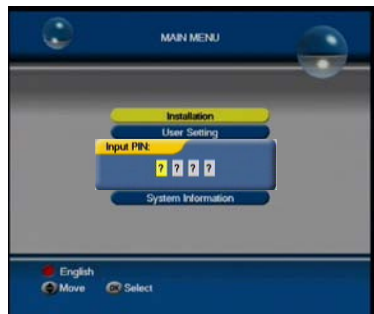 MAIN MENU
Installation
User Setting
Input PIN:
? ? ? ?
System Information
English
Move OK Select